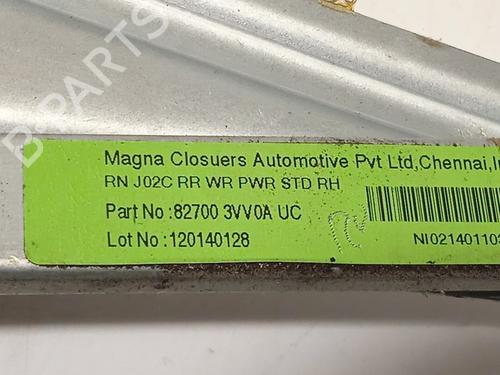 B-PARTS
Magna Closuers Automotive Pvt Ltd,Chennai,
RN J02C RR WR PWR STD RH
Part No :82700 3VV0A UC
Lot No :120140128
NI021401102